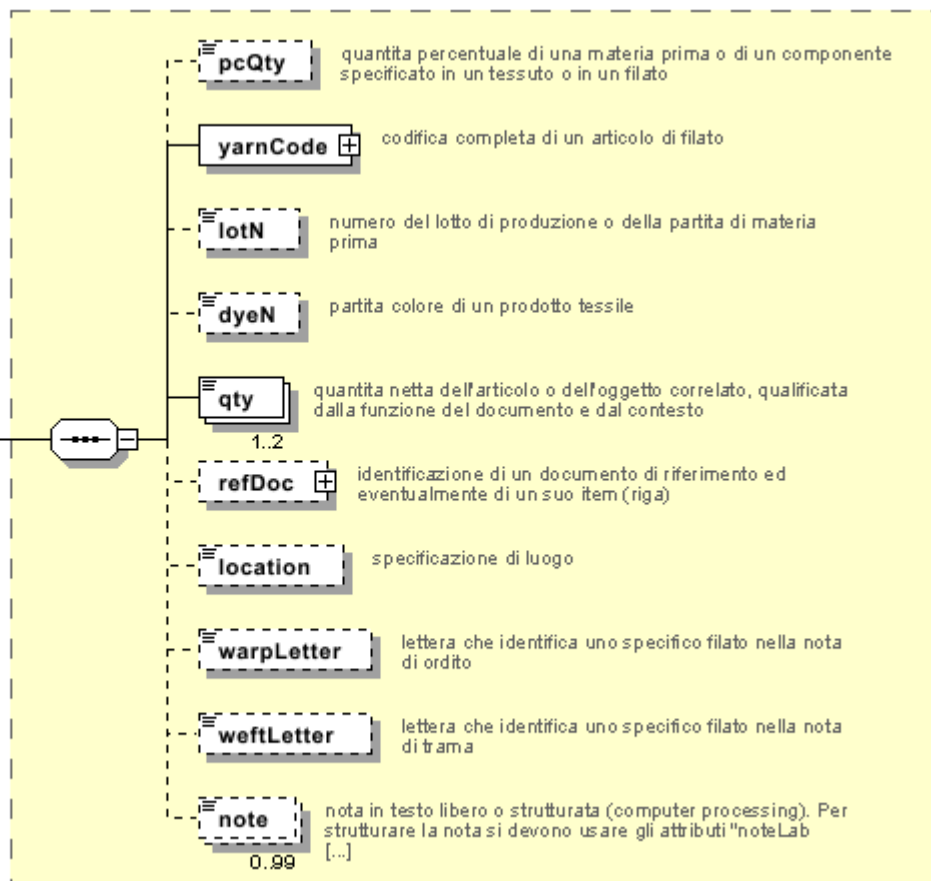 pcQty
quantita percentuale di una materia prima o di un componente
specificato in un tessuto o in un filato
yarnCode
codifica completa di un articolo di filato
lotN
numero del lotto di produzione o della partita di materia
prima
dyeN
partita colore di un prodotto tessile
qty
quantita netta dell'articolo o dell'oggetto correlato, qualificata
dalla funzione del documento e dal contesto
1..2
refDoc
identificazione di un documento di riferimento ed
eventualmente di un suo item (riga)
location
specificazione di luogo
warpLetter
lettera che identifica uno specifico filato nella nota
di ordito
weftLetter
lettera che identifica uno specifico filato nella nota
di trama
note
nota in testo libero o strutturata (computer processing). Per
strutturare la nota si devono usare gli attributi "noteLab
[...]
0..99